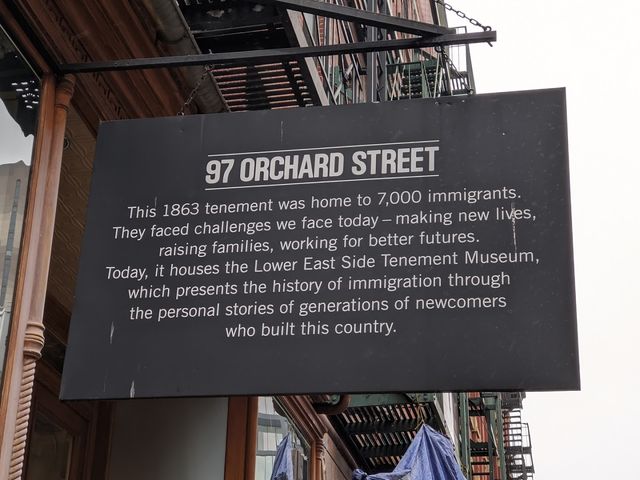 97 ORCHARD STREET
This 1863 tenement was home to 7,000 immigrants.
They faced challenges we face today – making new lives,
raising families, working for better futures.
Today, it houses the Lower East Side Tenement Museum,
which presents the history of immigration through
the personal stories of generations of newcomers
who built this country.